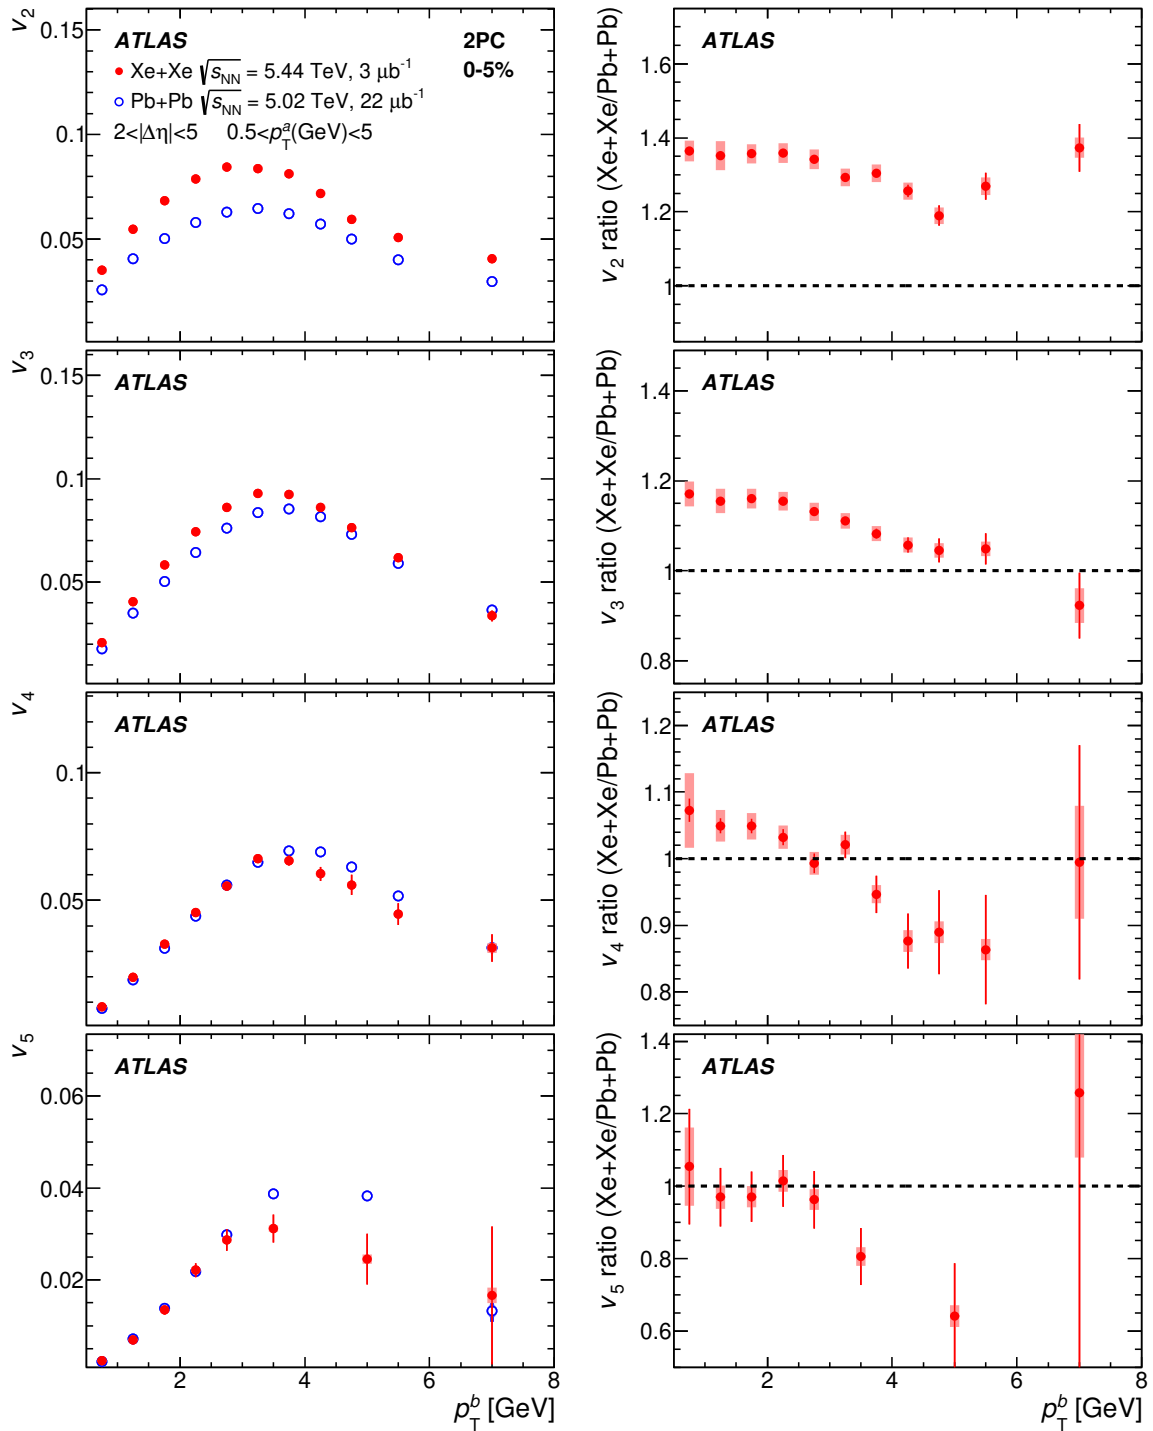 v₂
0.15
0.1
0.05
ATLAS
2PC
0-5%
Xe+Xe √s_NN = 5.44 TeV, 3 μb⁻¹
Pb+Pb √s_NN = 5.02 TeV, 22 μb⁻¹
2<|Δη|<5 0.5<p_T^a(GeV)<5
v₂ ratio (Xe+Xe/Pb+Pb)
1.6
1.4
1.2
1
ATLAS
v₃
0.15
0.1
0.05
ATLAS
v₃ ratio (Xe+Xe/Pb+Pb)
1.4
1.2
1
0.8
ATLAS
v₄
0.1
0.05
ATLAS
v₄ ratio (Xe+Xe/Pb+Pb)
1.2
1.1
1
0.9
0.8
ATLAS
v₅
0.06
0.04
0.02
ATLAS
2 4 6 8
p_T^b [GeV]
v₅ ratio (Xe+Xe/Pb+Pb)
1.4
1.2
1
0.8
0.6
ATLAS
2 4 6 8
p_T^b [GeV]